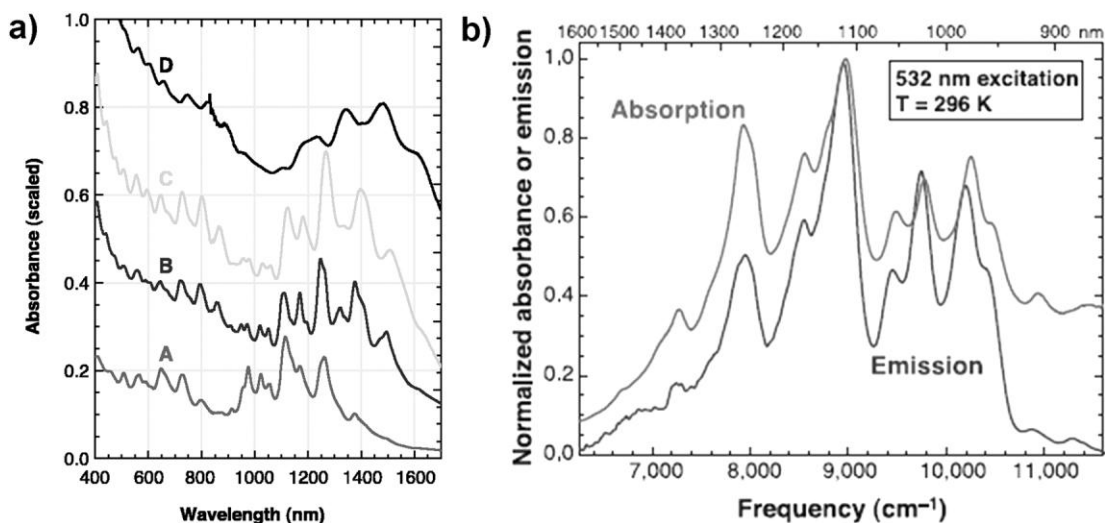 a)
1.0
0.8
0.6
0.4
0.2
0.0
400 600 800 1000 1200 1400 1600
Absorbance (scaled)
Wavelength (nm)
D
C
B
A
b)
1600 1500 1400 1300 1200 1100 1000 900 nm
1.0
0.8
0.6
0.4
0.2
0,0
7,000 8,000 9,000 10,000 11,000
Normalized absorbance or emission
Frequency (cm⁻¹)
532 nm excitation
T = 296 K
Absorption
Emission